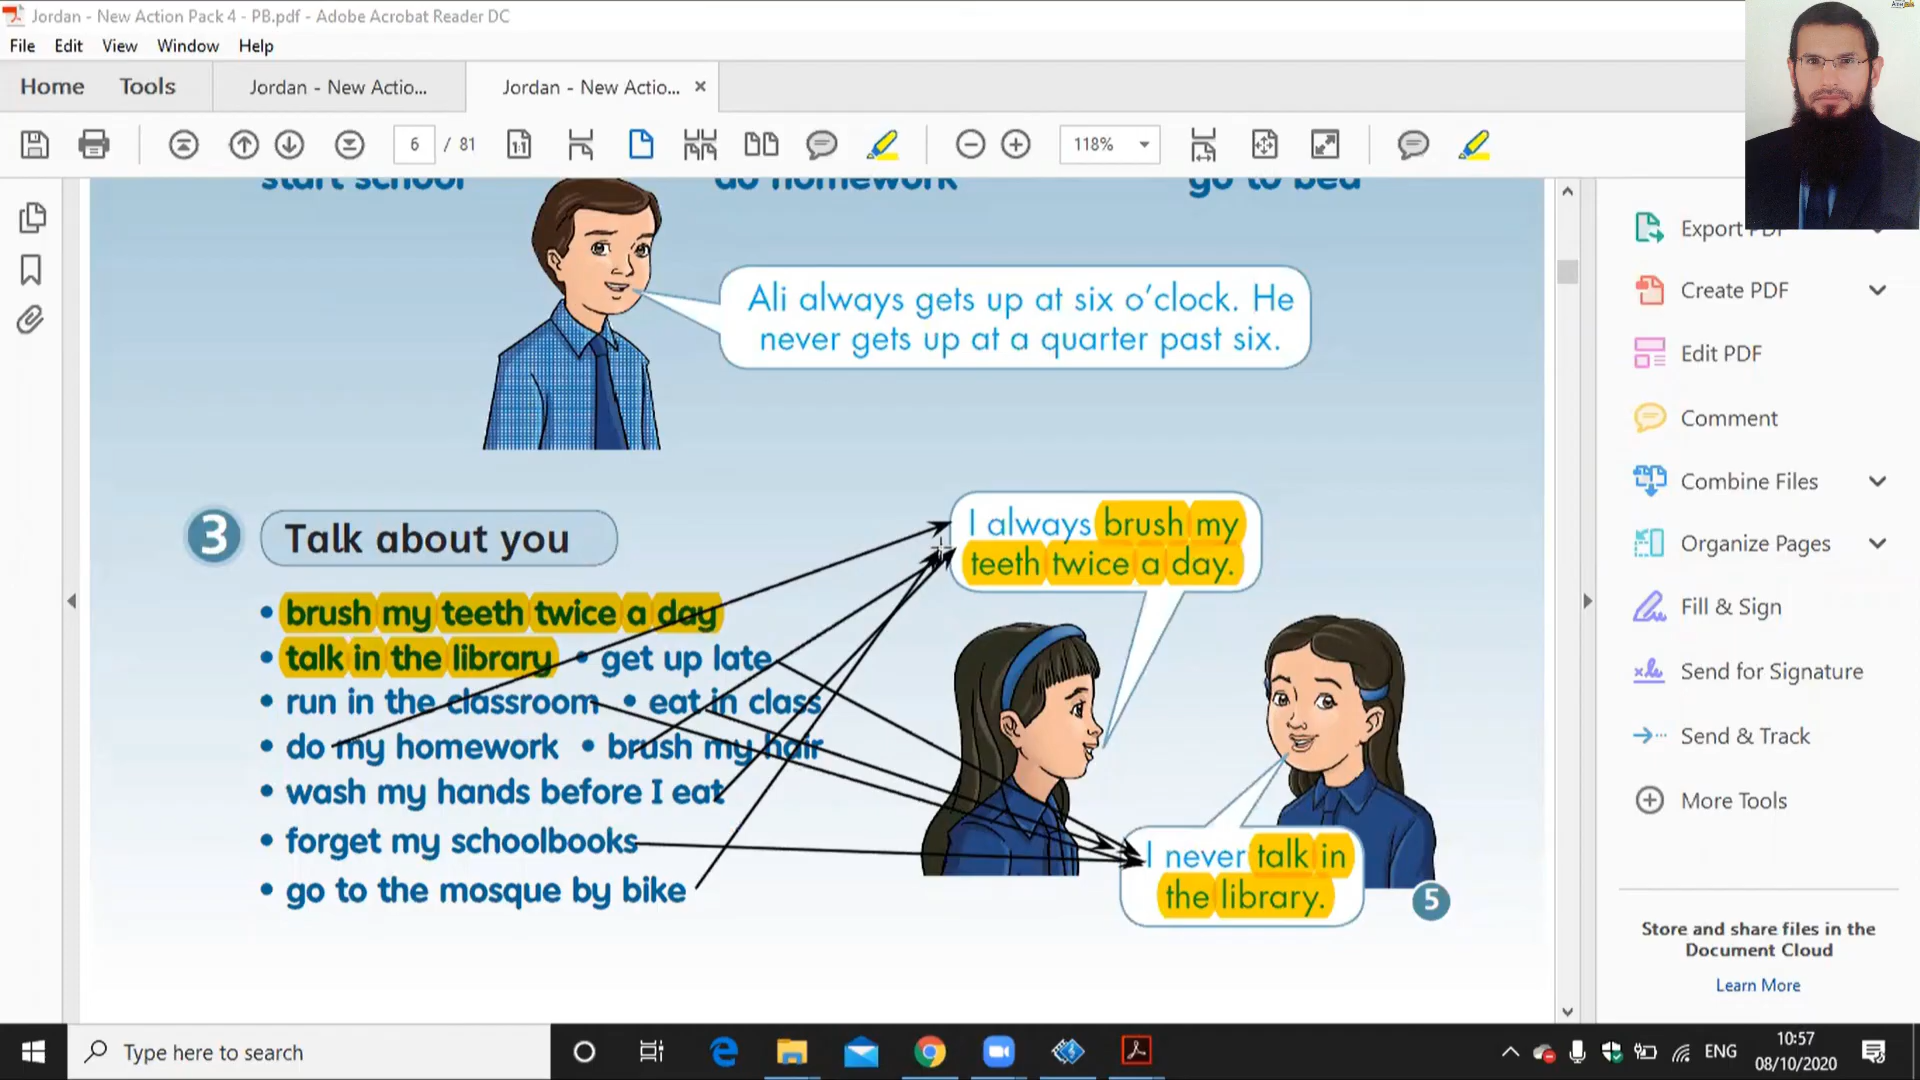 Jordan - New Action Pack 4 - PB.pdf - Adobe Acrobat Reader DC
File Edit View Window Help
Home Tools Jordan - New Actio... Jordan - New Actio... ×
6 / 81 118%
start school do homework go to bed
Ali always gets up at six o'clock. He
never gets up at a quarter past six.
3 Talk about you
I always brush my
teeth twice a day.
• brush my teeth twice a day
• talk in the library • get up late
• run in the classroom • eat in class
• do my homework • brush my hair
• wash my hands before I eat
• forget my schoolbooks
• go to the mosque by bike
I never talk in
the library.
5
Export PDF
Create PDF
Edit PDF
Comment
Combine Files
Organize Pages
Fill & Sign
Send for Signature
Send & Track
More Tools
Store and share files in the
Document Cloud
Learn More
Type here to search
ENG
10:57
08/10/2020